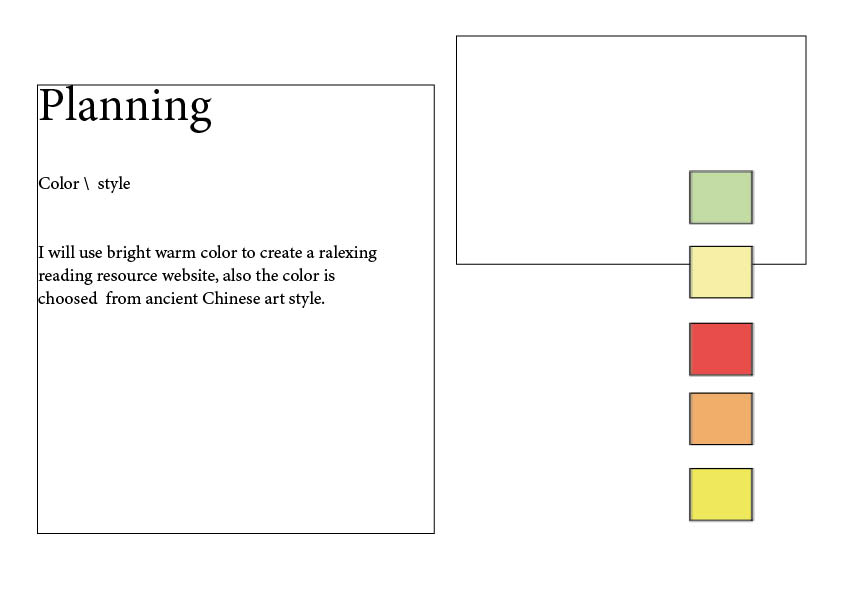 Planning
Color \  style
I will use bright warm color to create a ralexing
reading resource website, also the color is
choosed  from ancient Chinese art style.